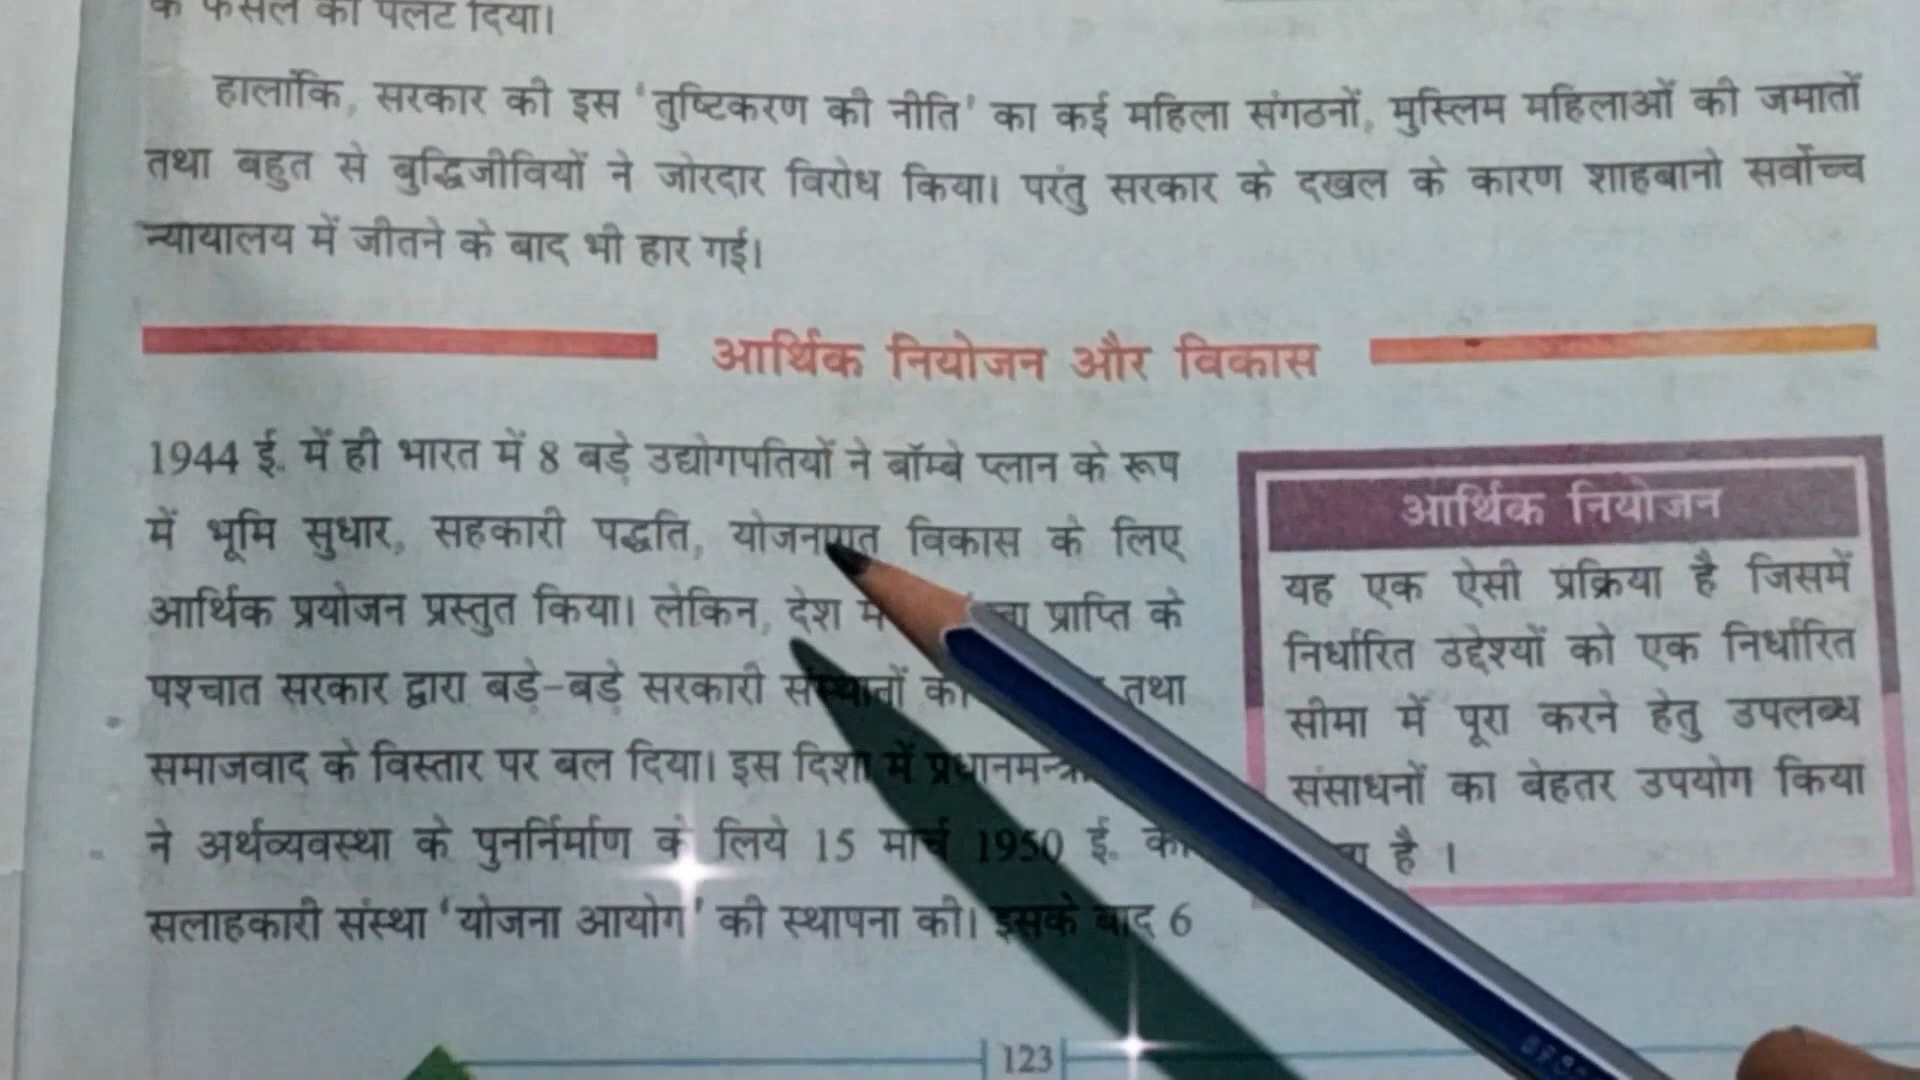 के फैसले को पलट दिया।
हालांकि, सरकार की इस 'तुष्टिकरण की नीति' का कई महिला संगठनों, मुस्लिम महिलाओं की जमातों
तथा बहुत से बुद्धिजीवियों ने जोरदार विरोध किया। परंतु सरकार के दखल के कारण शाहबानो सर्वोच्च
न्यायालय में जीतने के बाद भी हार गई।
आर्थिक नियोजन और विकास
1944 ई. में ही भारत में 8 बड़े उद्योगपतियों ने बॉम्बे प्लान के रूप
में भूमि सुधार, सहकारी पद्धति, योजनागत विकास के लिए
आर्थिक प्रयोजन प्रस्तुत किया। लेकिन, देश में प्राप्ति के
पश्चात सरकार द्वारा बड़े-बड़े सरकारी संस्थानों की तथा
समाजवाद के विस्तार पर बल दिया। इस दिशा में प्रधानमन्त्री
ने अर्थव्यवस्था के पुनर्निर्माण के लिये 15 मार्च 1950 ई. को
सलाहकारी संस्था 'योजना आयोग' की स्थापना की। इसके बाद 6
आर्थिक नियोजन
यह एक ऐसी प्रक्रिया है जिसमें
निर्धारित उद्देश्यों को एक निर्धारित
सीमा में पूरा करने हेतु उपलब्ध
संसाधनों का बेहतर उपयोग किया
है ।
123